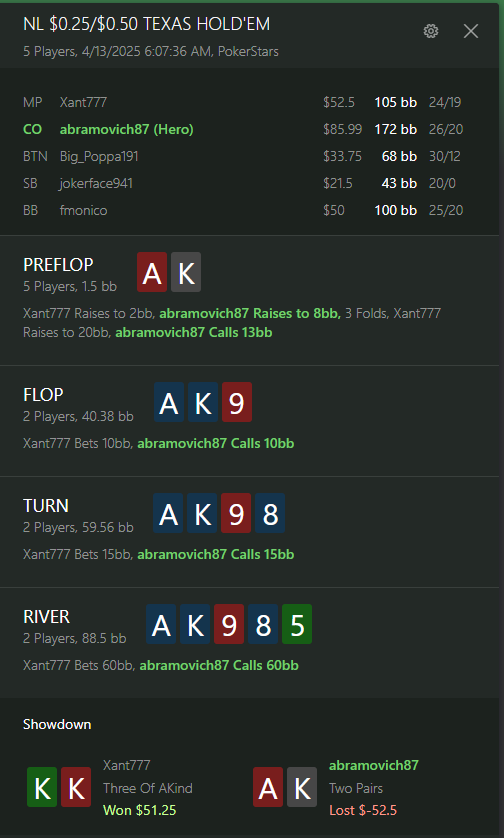 NL $0.25/$0.50 TEXAS HOLD'EM
5 Players, 4/13/2025 6:07:36 AM, PokerStars
MP Xant777 $52.5 105 bb 24/19
CO abramovich87 (Hero) $85.99 172 bb 26/20
BTN Big_Poppa191 $33.75 68 bb 30/12
SB jokerface941 $21.5 43 bb 20/0
BB fmonico $50 100 bb 25/20
PREFLOP A K
5 Players, 1.5 bb
Xant777 Raises to 2bb, abramovich87 Raises to 8bb, 3 Folds, Xant777
Raises to 20bb, abramovich87 Calls 13bb
FLOP A K 9
2 Players, 40.38 bb
Xant777 Bets 10bb, abramovich87 Calls 10bb
TURN A K 9 8
2 Players, 59.56 bb
Xant777 Bets 15bb, abramovich87 Calls 15bb
RIVER A K 9 8 5
2 Players, 88.5 bb
Xant777 Bets 60bb, abramovich87 Calls 60bb
Showdown
K K Xant777 A K abramovich87
Three Of AKind Two Pairs
Won $51.25 Lost $-52.5